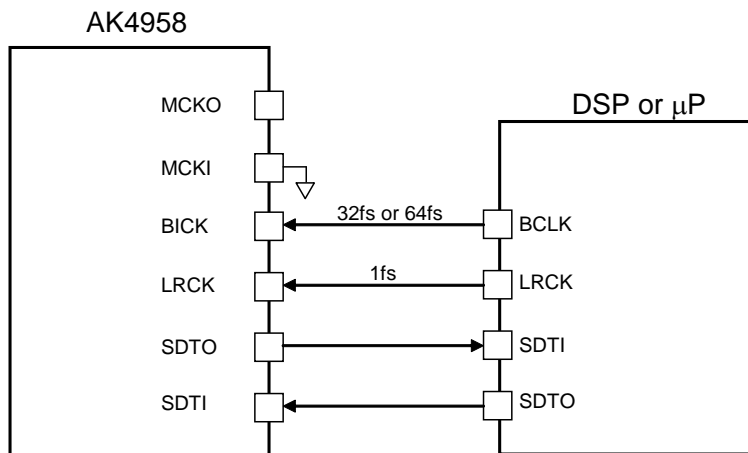 AK4958
DSP or μP
MCKO
MCKI
BICK
32fs or 64fs
BCLK
LRCK
1fs
LRCK
SDTO
SDTI
SDTI
SDTO